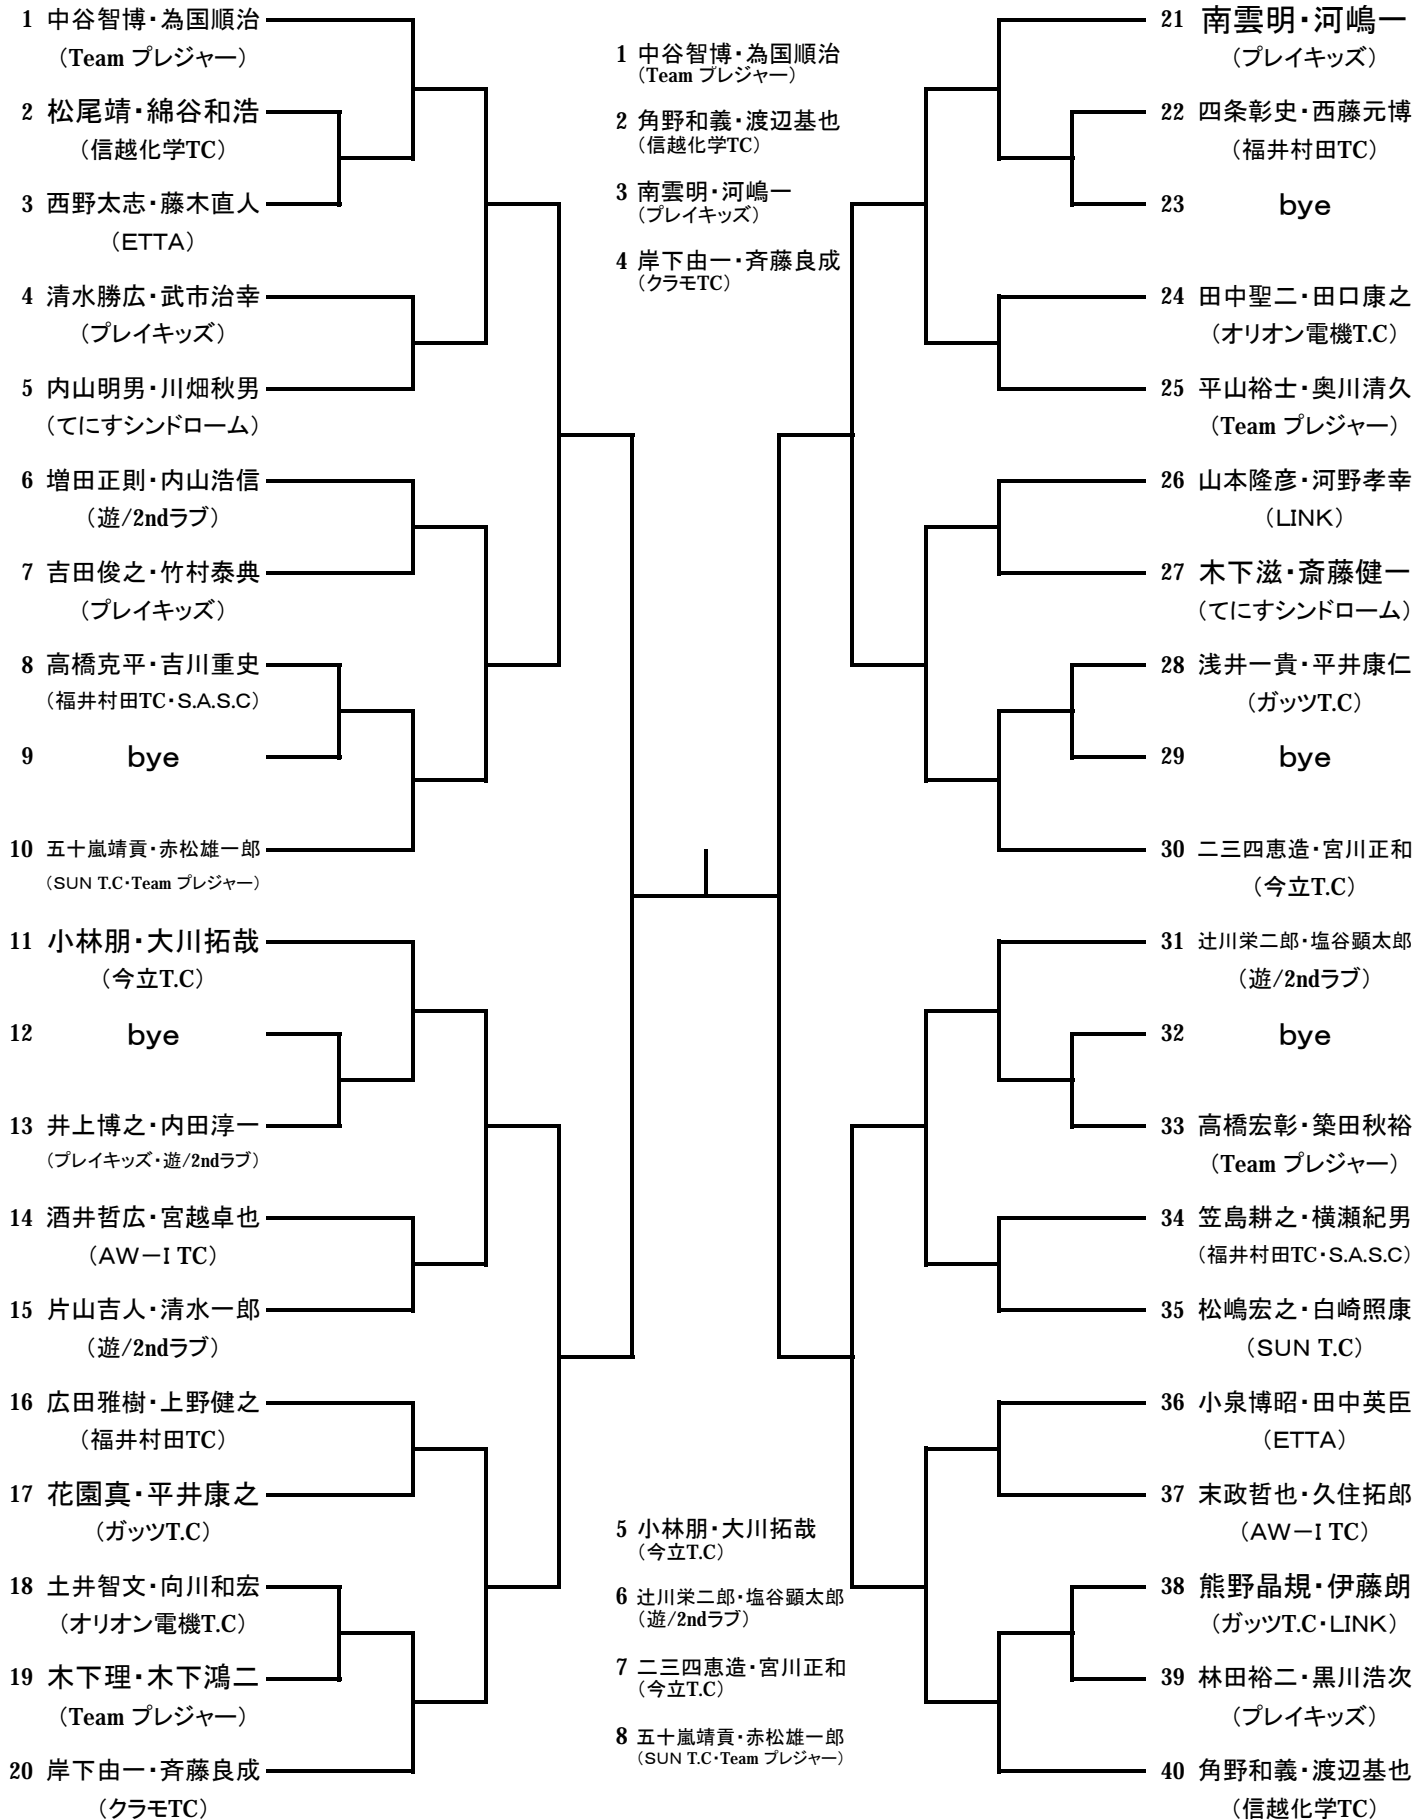 1 中谷智博・為国順治
（Team プレジャー）
2 松尾靖・綿谷和浩
（信越化学TC）
3 西野太志・藤木直人
（ETTA）
4 清水勝広・武市治幸
（プレイキッズ）
5 内山明男・川畑秋男
（てにすシンドローム）
6 増田正則・内山浩信
（遊/2ndラブ）
7 吉田俊之・竹村泰典
（プレイキッズ）
8 高橋克平・吉川重史
（福井村田TC・S.A.S.C）
9 bye
10 五十嵐靖貢・赤松雄一郎
（SUN T.C・Team プレジャー）
11 小林朋・大川拓哉
（今立T.C）
12 bye
13 井上博之・内田淳一
（プレイキッズ・遊/2ndラブ）
14 酒井哲広・宮越卓也
（AW－I TC）
15 片山吉人・清水一郎
（遊/2ndラブ）
16 広田雅樹・上野健之
（福井村田TC）
17 花園真・平井康之
（ガッツT.C）
18 土井智文・向川和宏
（オリオン電機T.C）
19 木下理・木下鴻二
（Team プレジャー）
20 岸下由一・斉藤良成
（クラモTC）
1 中谷智博・為国順治
（Team プレジャー）
2 角野和義・渡辺基也
（信越化学TC）
3 南雲明・河嶋一
（プレイキッズ）
4 岸下由一・斉藤良成
（クラモTC）
5 小林朋・大川拓哉
（今立T.C）
6 辻川栄二郎・塩谷顕太郎
（遊/2ndラブ）
7 二三四恵造・宮川正和
（今立T.C）
8 五十嵐靖貢・赤松雄一郎
（SUN T.C・Team プレジャー）
21 南雲明・河嶋一
（プレイキッズ）
22 四条彰史・西藤元博
（福井村田TC）
23 bye
24 田中聖二・田口康之
（オリオン電機T.C）
25 平山裕士・奥川清久
（Team プレジャー）
26 山本隆彦・河野孝幸
（LINK）
27 木下滋・斎藤健一
（てにすシンドローム）
28 浅井一貴・平井康仁
（ガッツT.C）
29 bye
30 二三四恵造・宮川正和
（今立T.C）
31 辻川栄二郎・塩谷顕太郎
（遊/2ndラブ）
32 bye
33 高橋宏彰・築田秋裕
（Team プレジャー）
34 笠島耕之・横瀬紀男
（福井村田TC・S.A.S.C）
35 松嶋宏之・白崎照康
（SUN T.C）
36 小泉博昭・田中英臣
（ETTA）
37 末政哲也・久住拓郎
（AW－I TC）
38 熊野晶規・伊藤朗
（ガッツT.C・LINK）
39 林田裕二・黒川浩次
（プレイキッズ）
40 角野和義・渡辺基也
（信越化学TC）